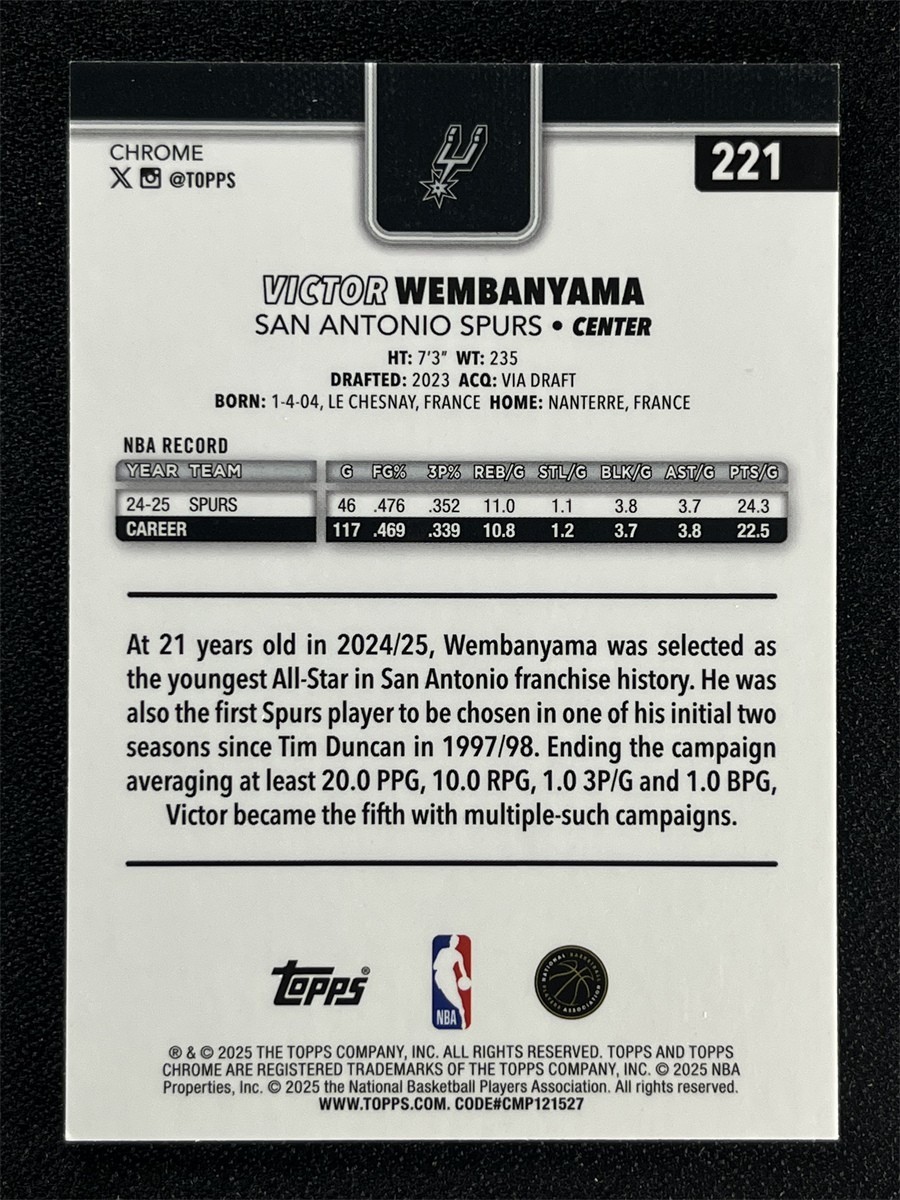 CHROME
@TOPPS
221
VICTOR WEMBANYAMA
SAN ANTONIO SPURS • CENTER
HT: 7'3" WT: 235
DRAFTED: 2023 ACQ: VIA DRAFT
BORN: 1-4-04, LE CHESNAY, FRANCE HOME: NANTERRE, FRANCE
NBA RECORD
YEAR TEAM G FG% 3P% REB/G STL/G BLK/G AST/G PTS/G
24-25 SPURS 46 .476 .352 11.0 1.1 3.8 3.7 24.3
CAREER 117 .469 .339 10.8 1.2 3.7 3.8 22.5
At 21 years old in 2024/25, Wembanyama was selected as
the youngest All-Star in San Antonio franchise history. He was
also the first Spurs player to be chosen in one of his initial two
seasons since Tim Duncan in 1997/98. Ending the campaign
averaging at least 20.0 PPG, 10.0 RPG, 1.0 3P/G and 1.0 BPG,
Victor became the fifth with multiple-such campaigns.
Topps®
NBA
NATIONAL BASKETBALL PLAYERS ASSOCIATION
® & © 2025 THE TOPPS COMPANY, INC. ALL RIGHTS RESERVED. TOPPS AND TOPPS
CHROME ARE REGISTERED TRADEMARKS OF THE TOPPS COMPANY, INC. © 2025 NBA
Properties, Inc. © 2025 the National Basketball Players Association. All rights reserved.
WWW.TOPPS.COM. CODE#CMP121527